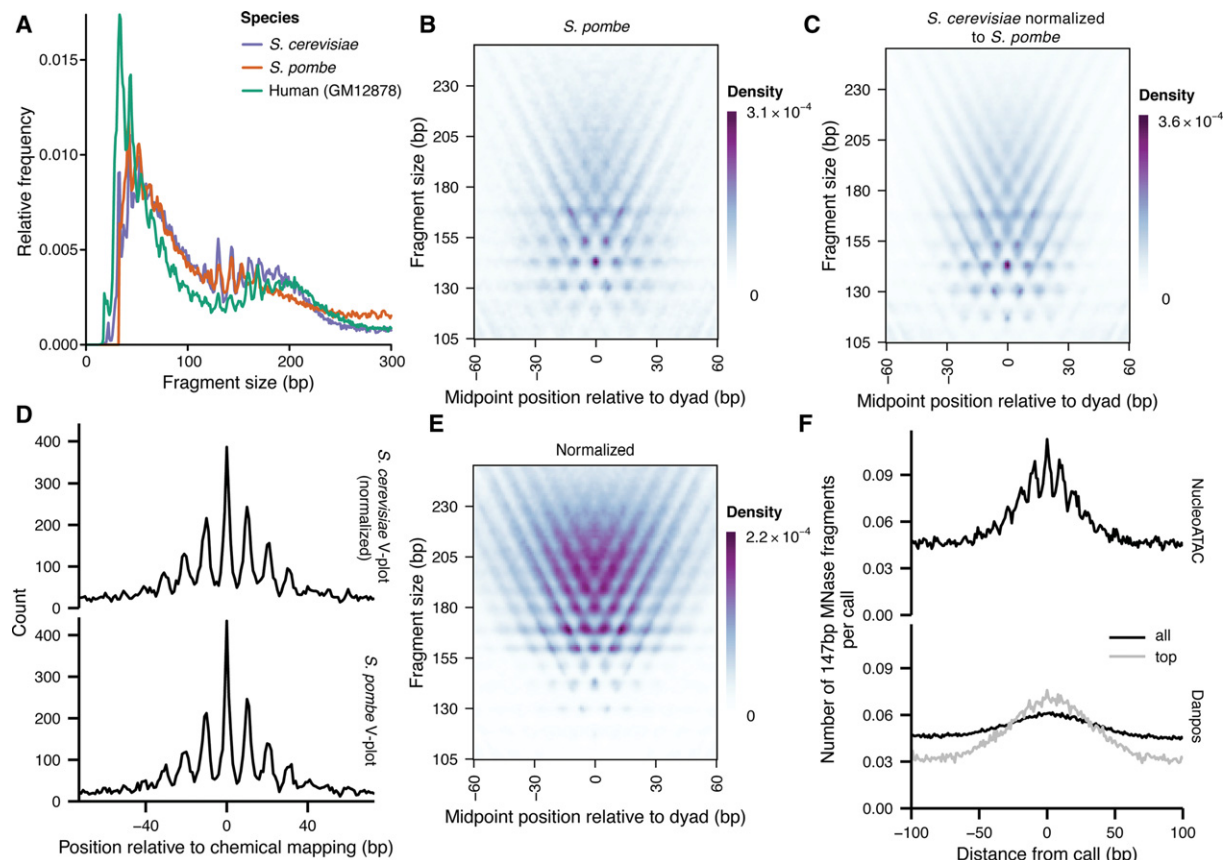 A
Species
S. cerevisiae
S. pombe
Human (GM12878)
0.015
0.010
0.005
0.000
Relative frequency
0
100
200
300
Fragment size (bp)
B
S. pombe
230
205
180
155
130
105
Fragment size (bp)
−60
−30
0
30
60
Midpoint position relative to dyad (bp)
Density
3.1 × 10⁻⁴
0
C
S. cerevisiae normalized
to S. pombe
230
205
180
155
130
105
Fragment size (bp)
−60
−30
0
30
60
Midpoint position relative to dyad (bp)
Density
3.6 × 10⁻⁴
0
D
400
300
200
100
0
S. cerevisiae V-plot
(normalized)
Count
400
300
200
100
0
S. pombe V-plot
−40
0
40
Position relative to chemical mapping (bp)
E
Normalized
230
205
180
155
130
105
Fragment size (bp)
−60
−30
0
30
60
Midpoint position relative to dyad (bp)
Density
2.2 × 10⁻⁴
0
F
0.09
0.06
0.03
0.00
NucleoATAC
Number of 147bp MNase fragments
per call
all
top
0.09
0.06
0.03
0.00
Danpos
−100
−50
0
50
100
Distance from call (bp)